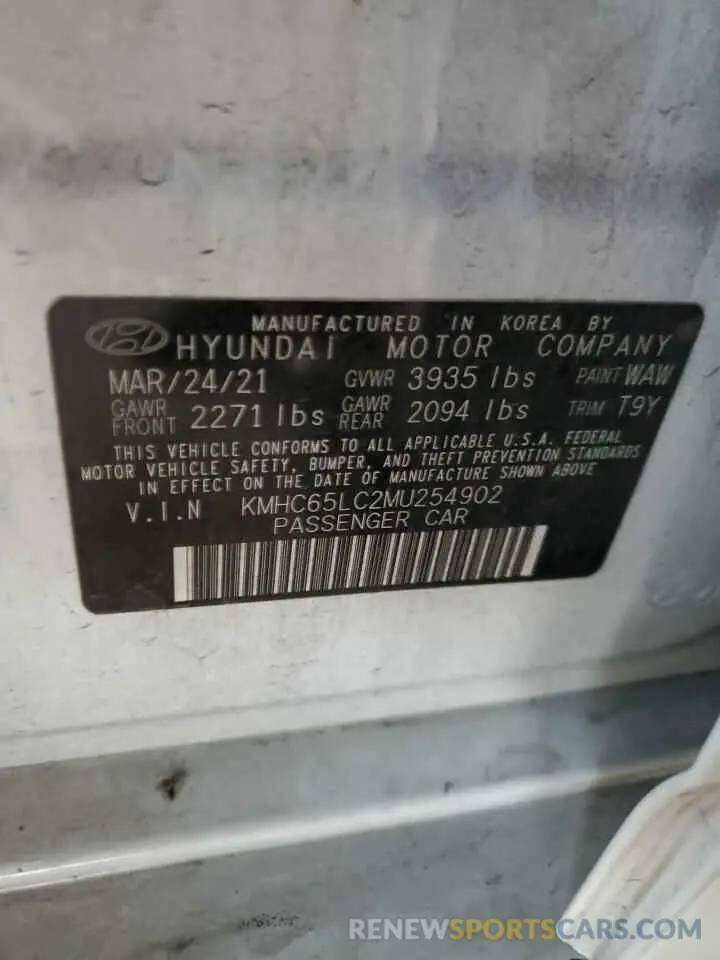 MANUFACTURED IN KOREA BY
HYUNDAI MOTOR COMPANY
MAR/24/21 GVWR 3935 lbs PAINT WAW
GAWR FRONT 2271 lbs GAWR REAR 2094 lbs TRIM T9Y
THIS VEHICLE CONFORMS TO ALL APPLICABLE U.S.A. FEDERAL
MOTOR VEHICLE SAFETY, BUMPER, AND THEFT PREVENTION STANDARDS
IN EFFECT ON THE DATE OF MANUFACTURE SHOWN ABOVE
V.I.N KMHC65LC2MU254902
PASSENGER CAR
RENEWSPORTSCARS.COM